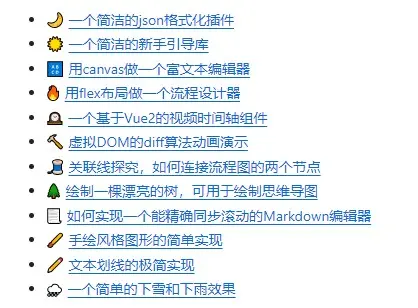 🌙 一个简洁的json格式化插件
🌞 一个简洁的新手引导库
🔠 用canvas做一个富文本编辑器
🔥 用flex布局做一个流程设计器
🕰 一个基于Vue2的视频时间轴组件
🔨 虚拟DOM的diff算法动画演示
🧵 关联线探究，如何连接流程图的两个节点
🌲 绘制一棵漂亮的树，可用于绘制思维导图
🗒 如何实现一个能精确同步滚动的Markdown编辑器
🖍 手绘风格图形的简单实现
🖍 文本划线的极简实现
🌨 一个简单的下雪和下雨效果